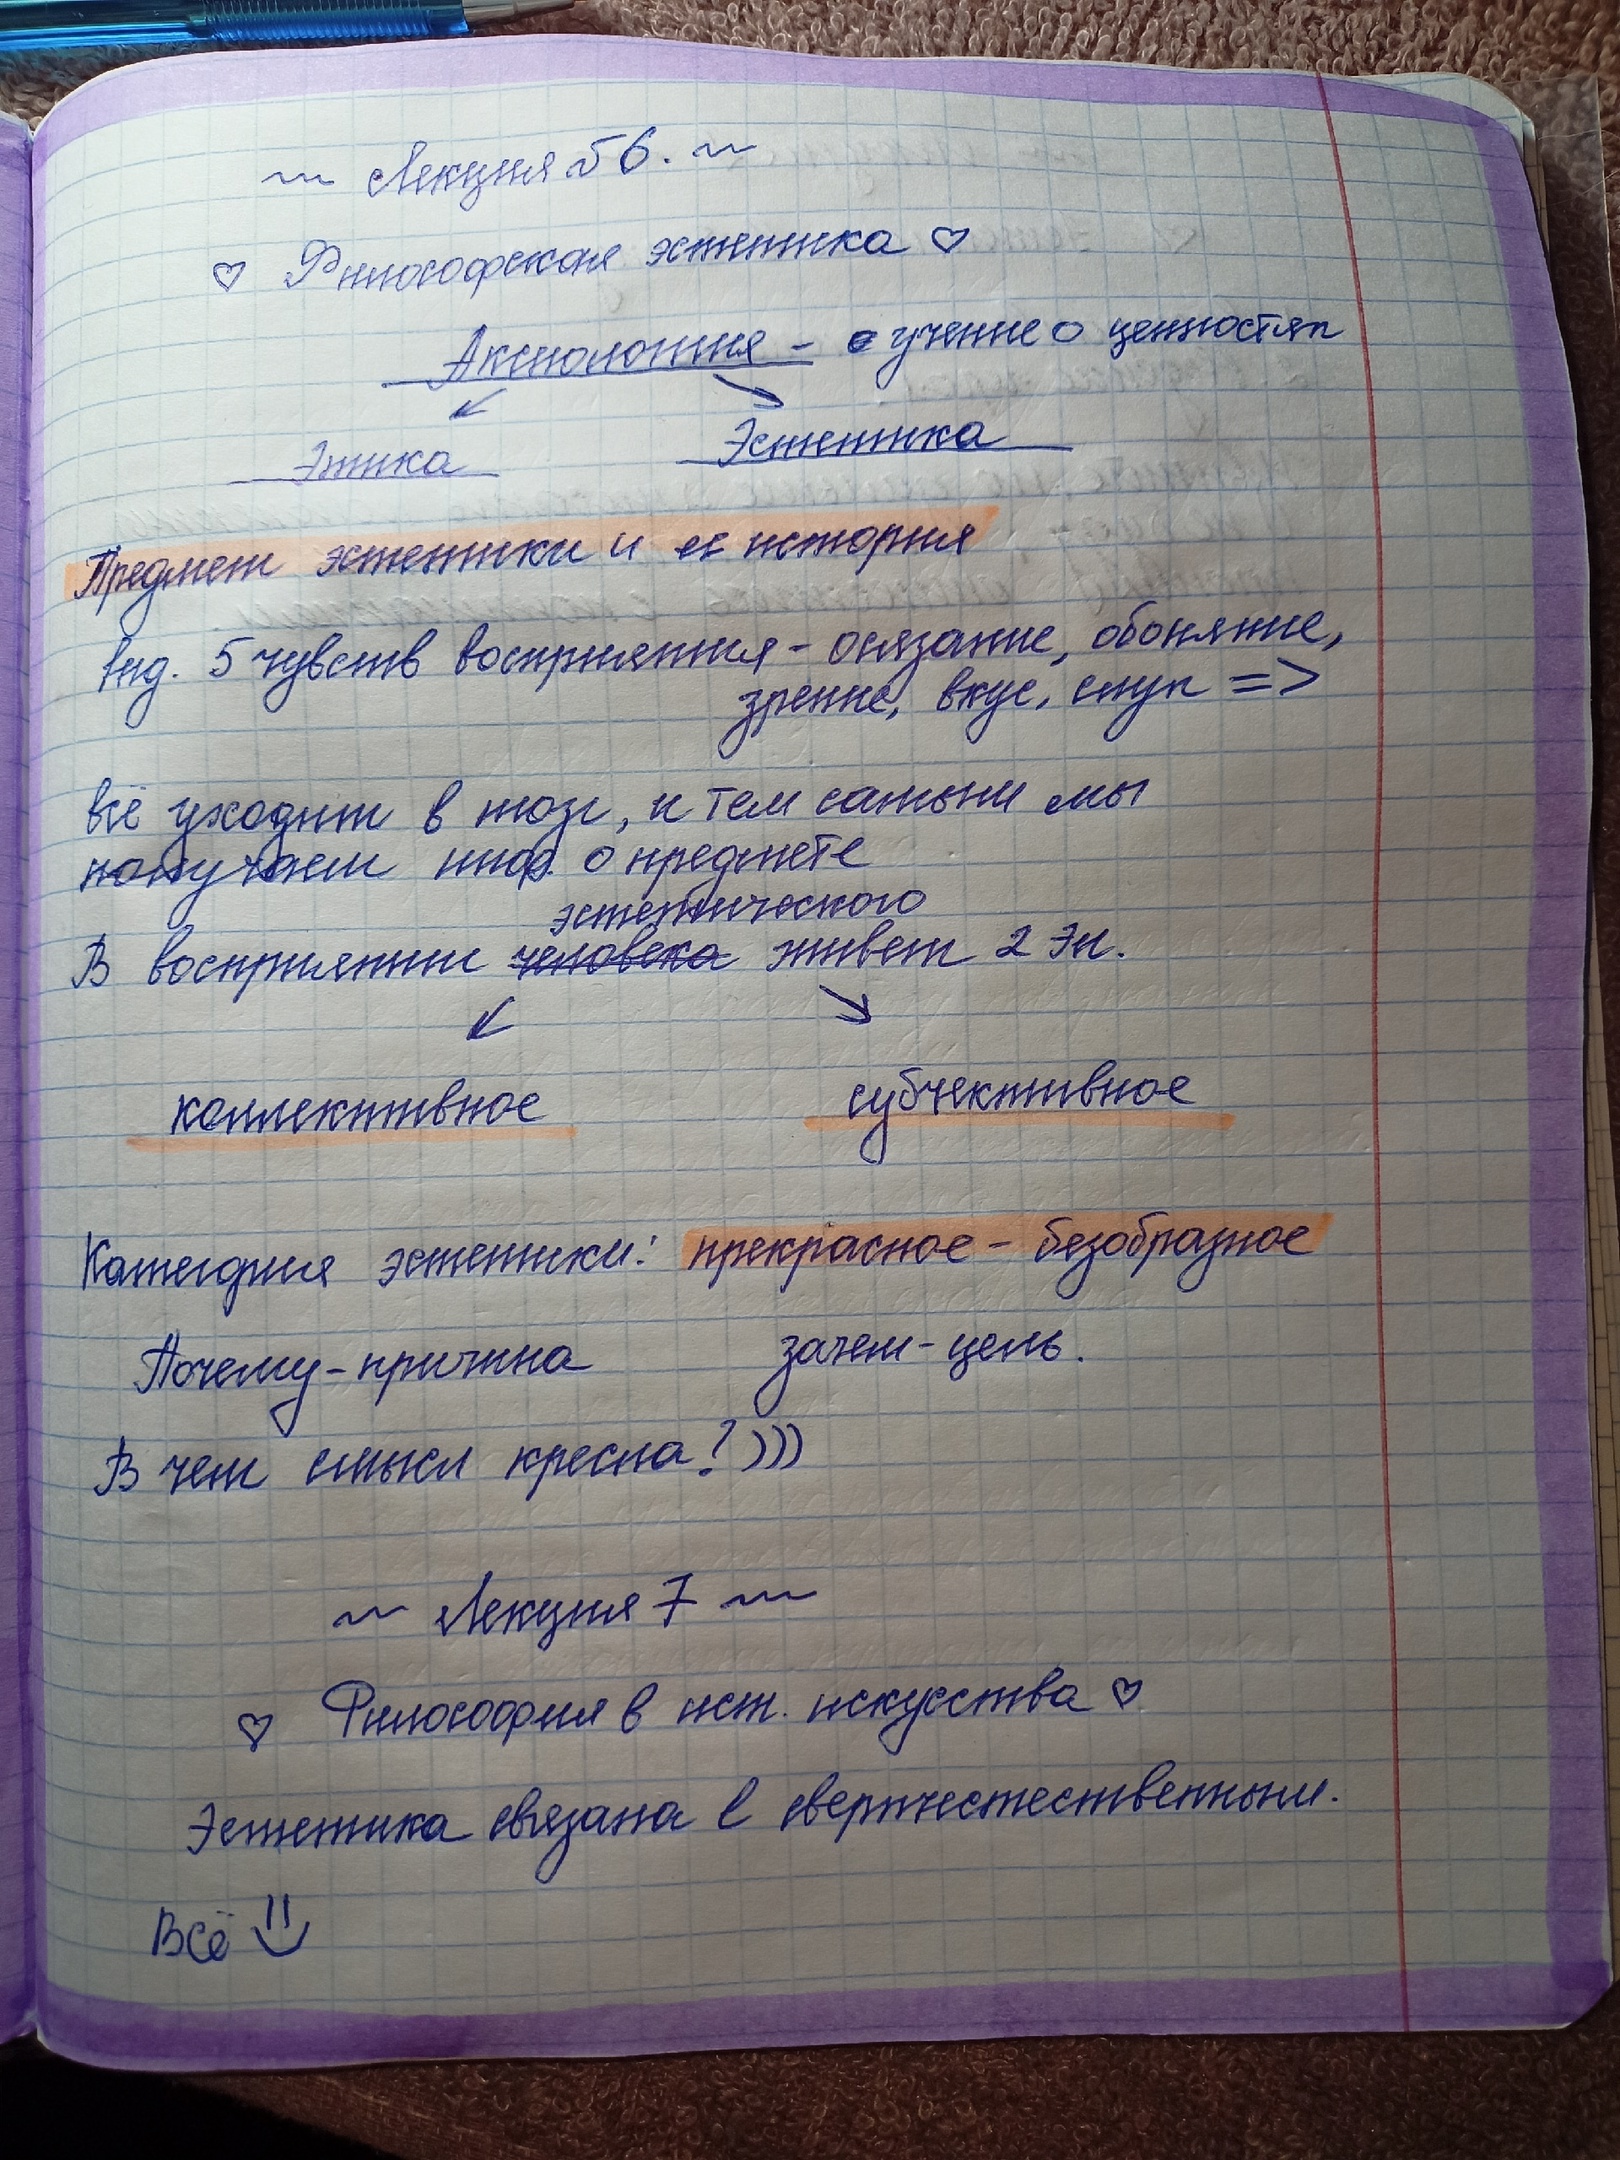 ~ Лекция 6. ~
♡ Философская эстетика ♡
Аксиология - учение о ценностях
↙ ↘
Этика Эстетика
Предмет эстетики и её история
Инд. 5 чувств восприятия - осязание, обоняние,
зрение, вкус, слух =>
всё уходит в мозг, и тем самым мы
получаем инф. о предмете
эстетического
В восприятии человека живет 2 Эл.
↙ ↘
коллективное субъективное
Категория эстетики: прекрасное - безобразное
Почему - причина зачем - цель.
В чем смысл кресла?)))
~ Лекция 7 ~
♡ Философия в ист. искусства ♡
Эстетика связана с сверхчестественным.
Всё